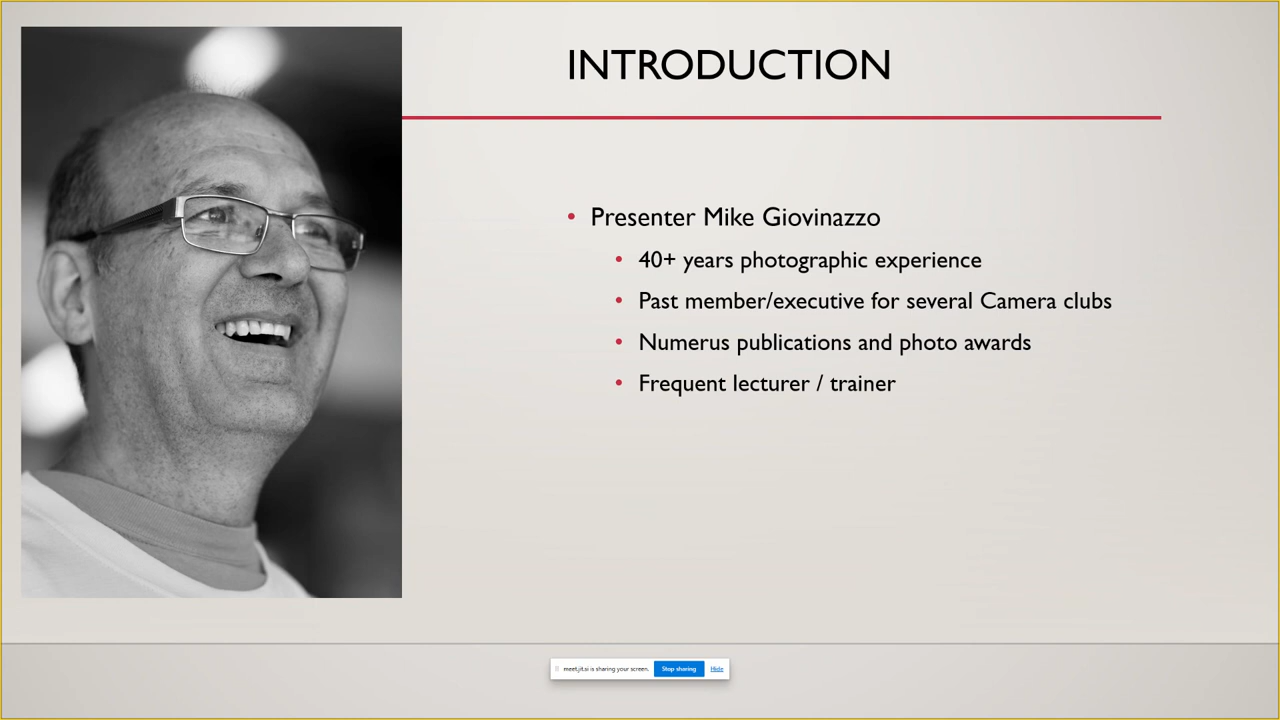 INTRODUCTION
• Presenter Mike Giovinazzo
• 40+ years photographic experience
• Past member/executive for several Camera clubs
• Numerus publications and photo awards
• Frequent lecturer / trainer
meet.jit.si is sharing your screen. Stop sharing Hide